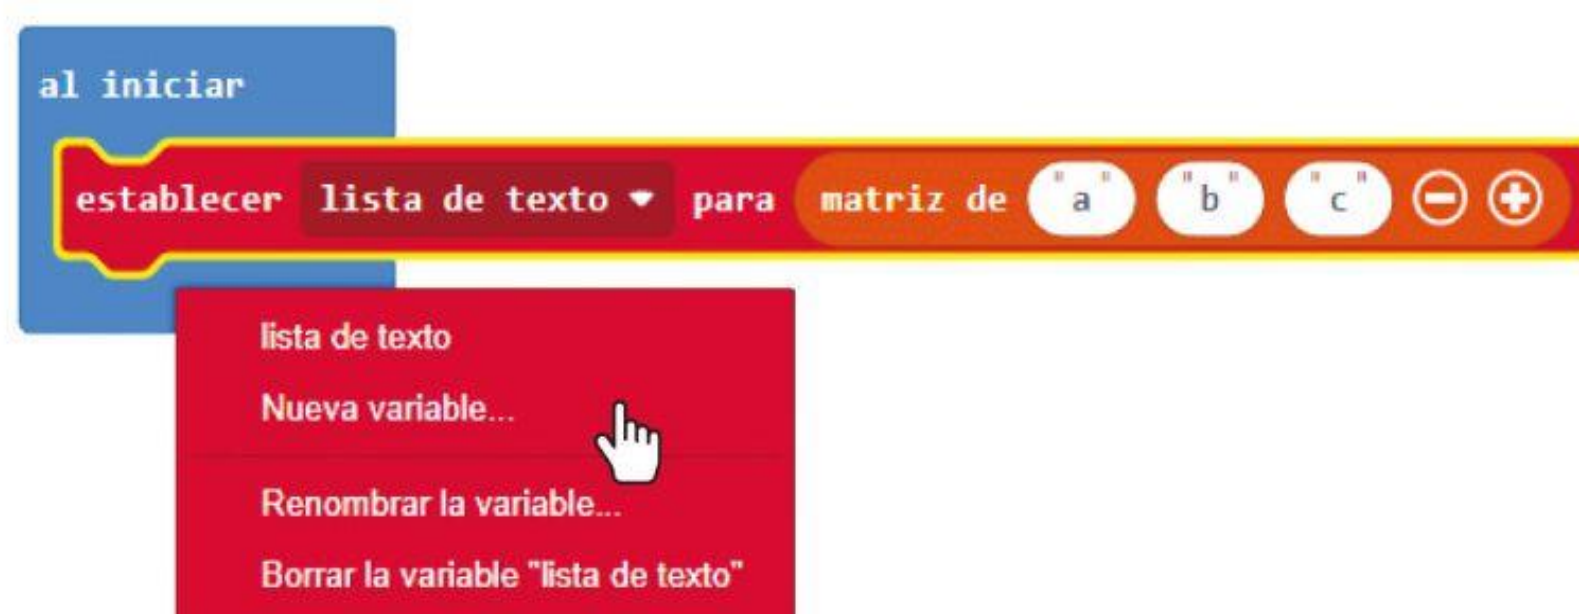 al iniciar
establecer lista de texto para matriz de "a" "b" "c"
lista de texto
Nueva variable...
Renombrar la variable...
Borrar la variable "lista de texto"